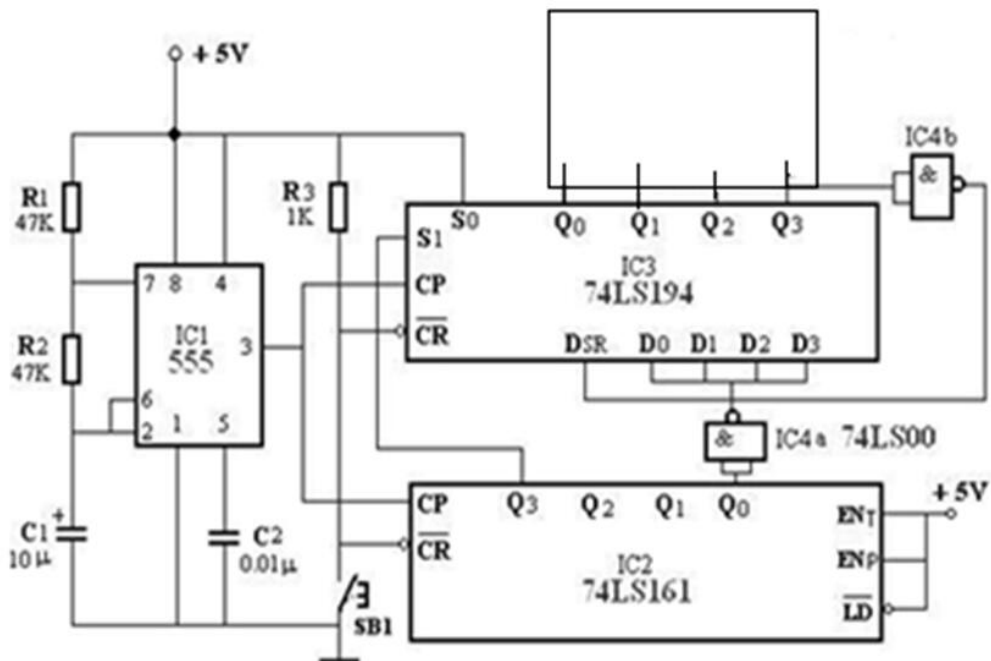 + 5V
IC4b
&
R1
47K
R3
1K
S0
Q0
Q1
Q2
Q3
S1
IC3
74LS194
CP
CR
7
8
4
IC1
555
3
R2
47K
6
2
1
5
DSR
D0
D1
D2
D3
&
IC4a 74LS00
CP
Q3
Q2
Q1
Q0
+ 5V
ENT
C1
+
10μ
C2
0.01μ
CR
IC2
74LS161
ENP
LD
SB1